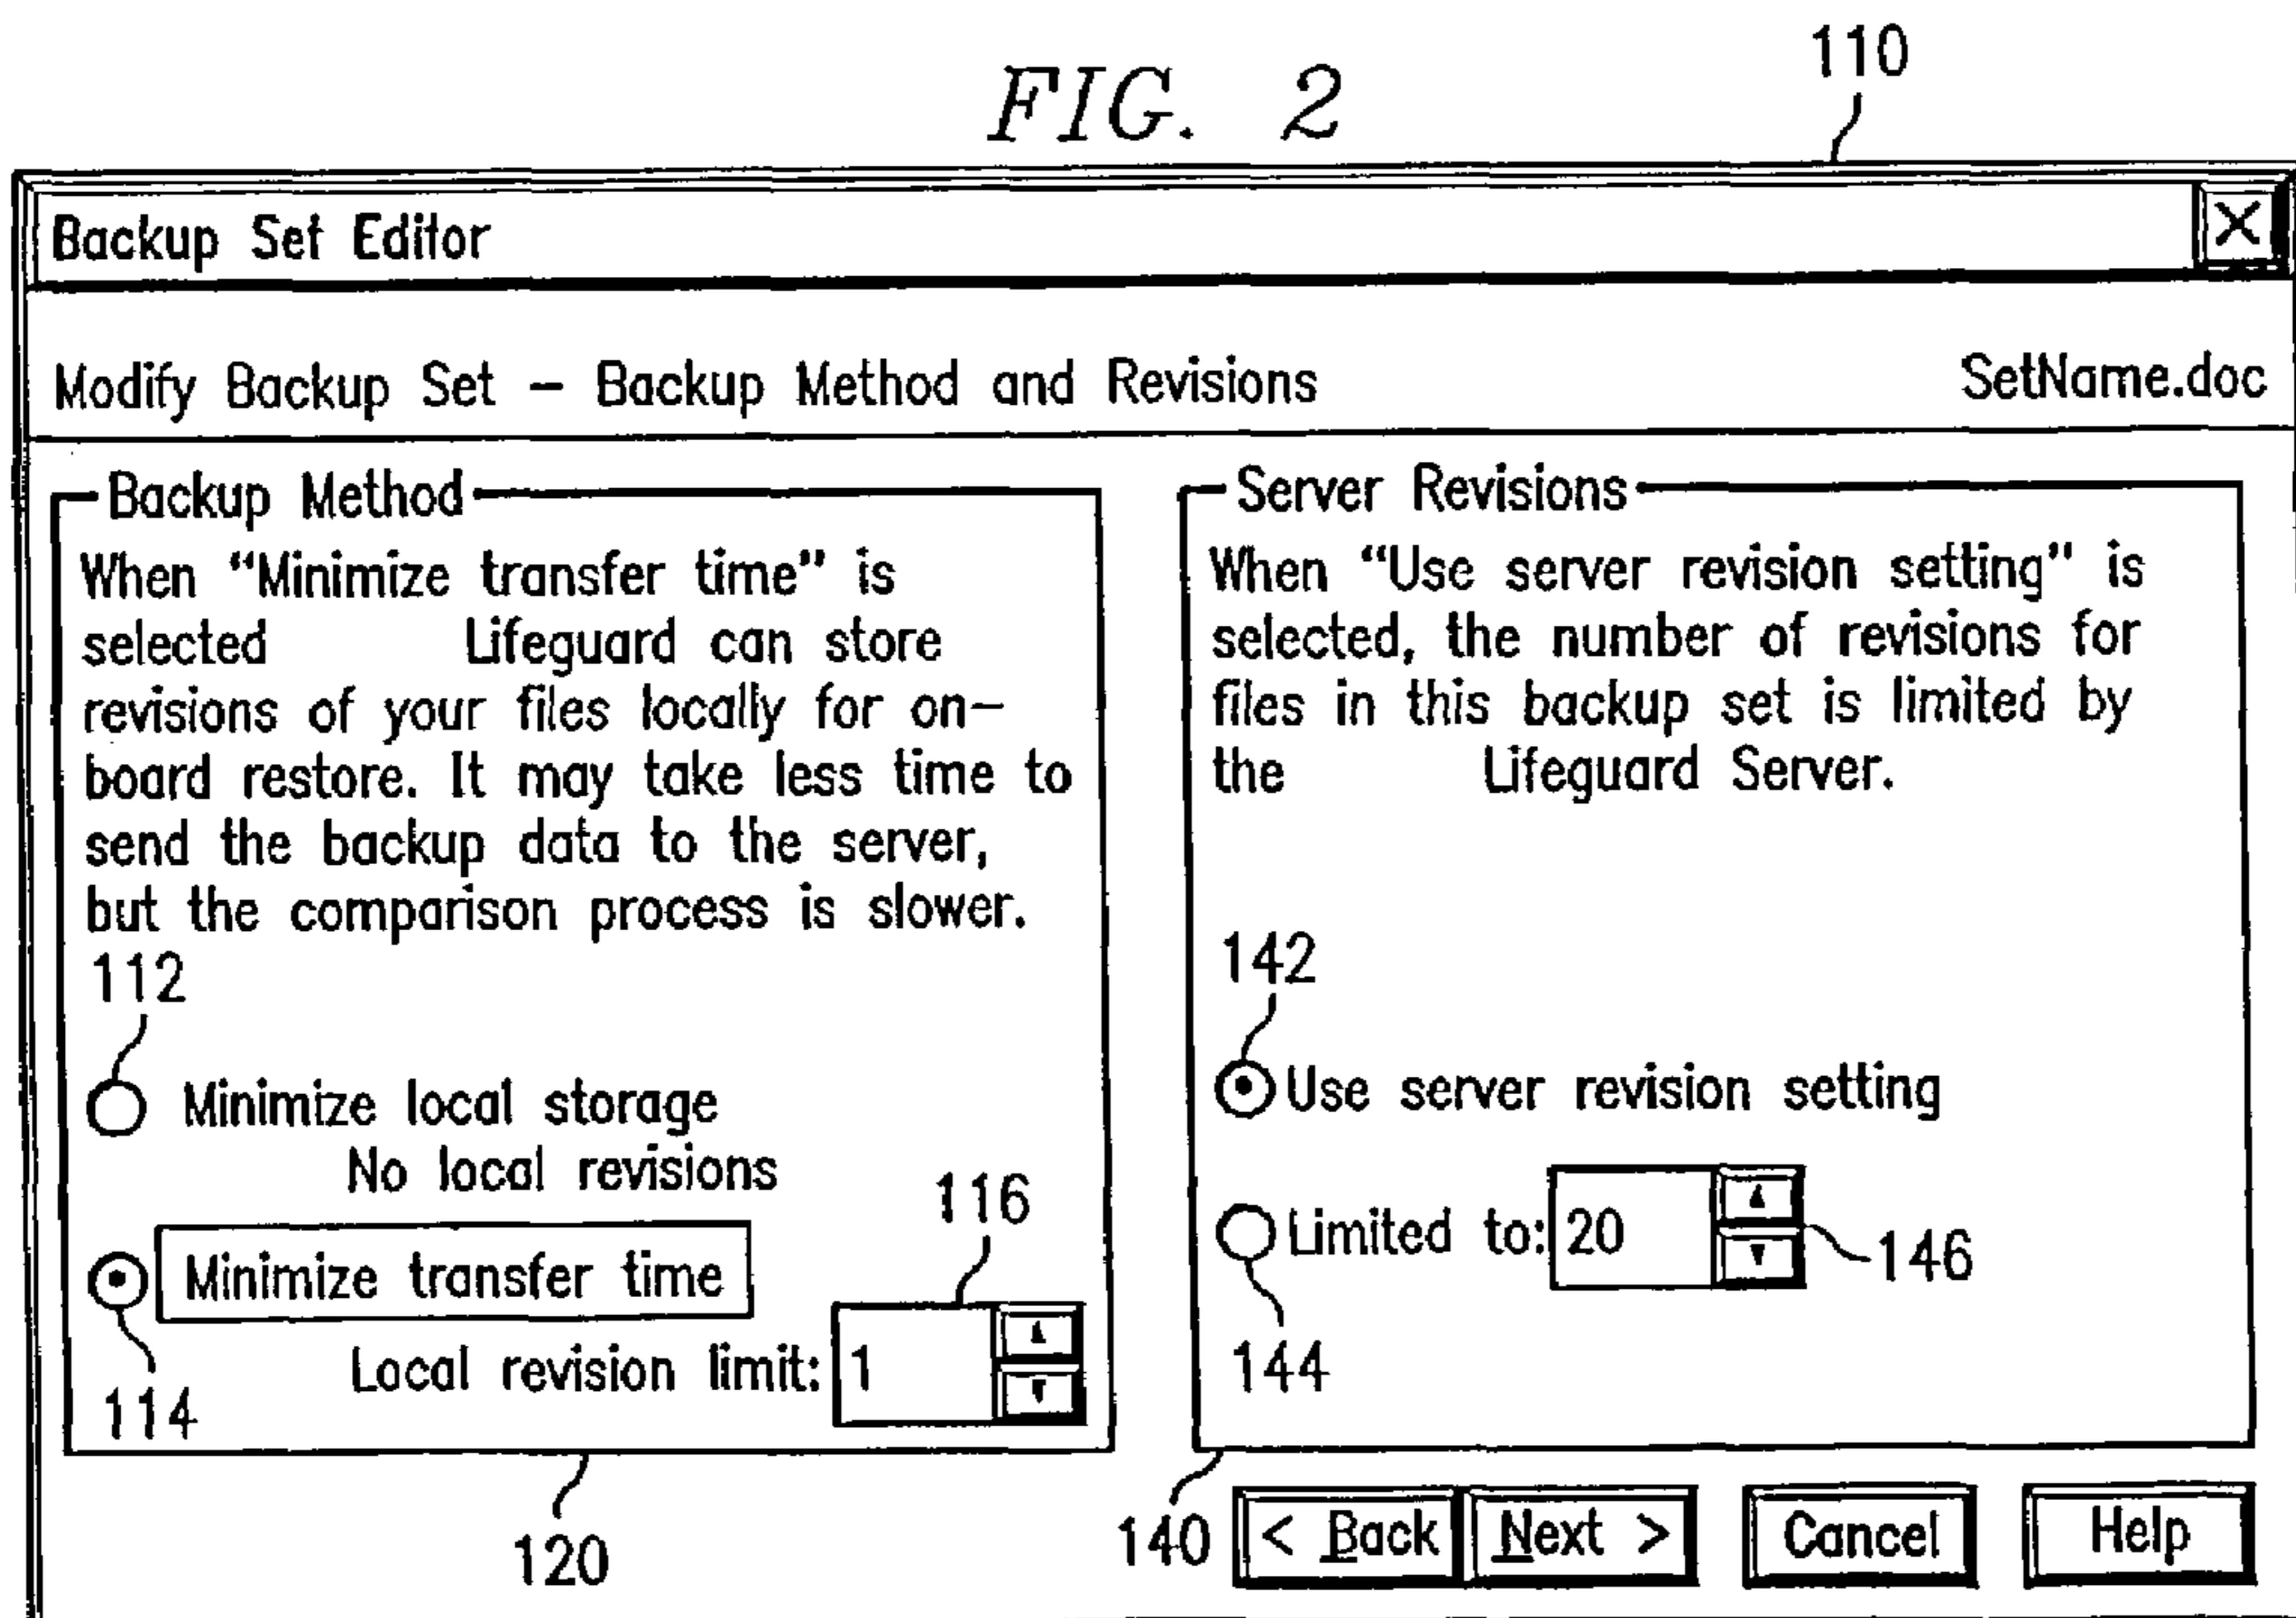 FIG. 2
110
Backup Set Editor
X
Modify Backup Set – Backup Method and Revisions
SetName.doc
Backup Method
When “Minimize transfer time” is
selected Lifeguard can store
revisions of your files locally for on–
board restore. It may take less time to
send the backup data to the server,
but the comparison process is slower.
112
Minimize local storage
No local revisions
116
Minimize transfer time
Local revision limit: 1
114
120
Server Revisions
When “Use server revision setting” is
selected, the number of revisions for
files in this backup set is limited by
the Lifeguard Server.
142
Use server revision setting
Limited to: 20
146
144
140
< Back
Next >
Cancel
Help